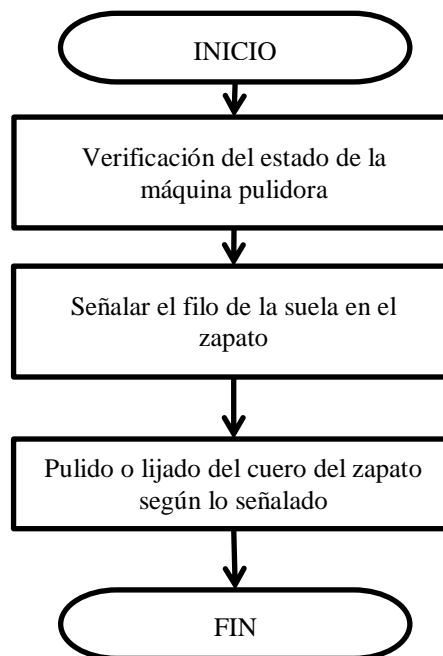 INICIO
Verificación del estado de la
máquina pulidora
Señalar el filo de la suela en el
zapato
Pulido o lijado del cuero del zapato
según lo señalado
FIN